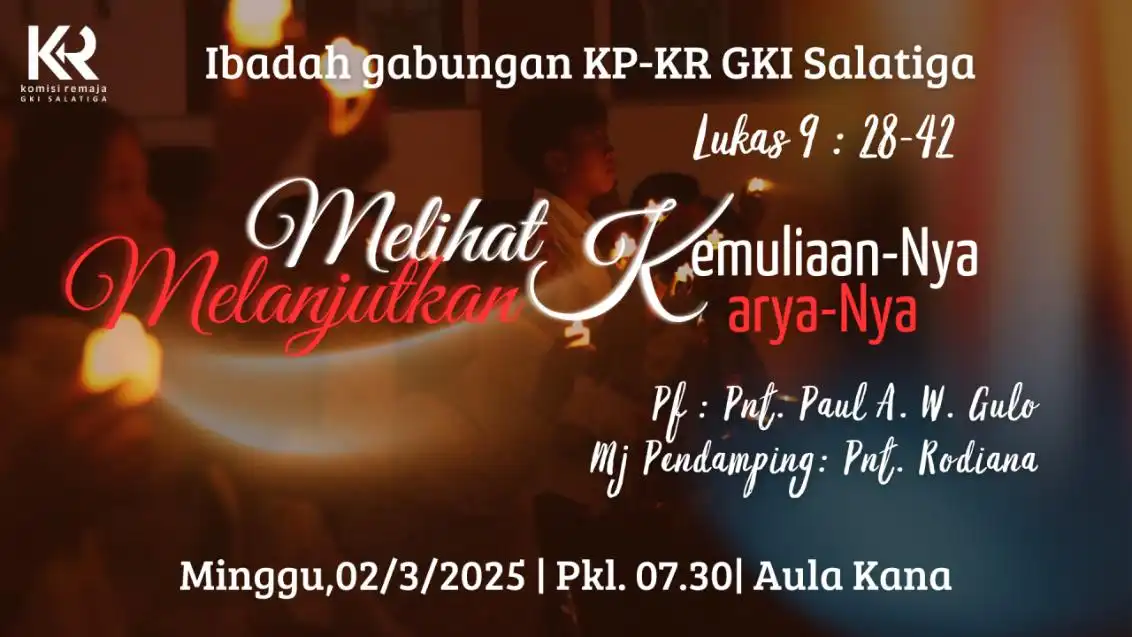 KR
komisi remaja
GKI SALATIGA
Ibadah gabungan KP-KR GKI Salatiga
Lukas 9 : 28-42
Melihat Kemuliaan-Nya
Melanjutkan arya-Nya
Pf : Pnt. Paul A. W. Gulo
Mj Pendamping: Pnt. Rodiana
Minggu,02/3/2025 | Pkl. 07.30| Aula Kana